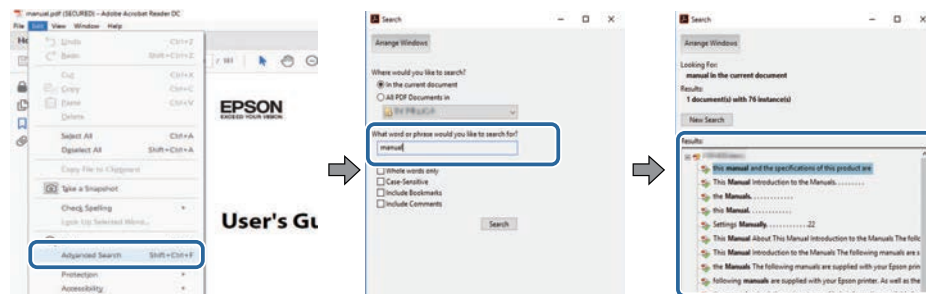 manual.pdf (SECURED) - Adobe Acrobat Reader DC
File Edit View Window Help
Undo Ctrl+Z
Redo Shift+Ctrl+Z
Cut Ctrl+X
Copy Ctrl+C
Paste Ctrl+V
Delete
Select All Ctrl+A
Deselect All Shift+Ctrl+A
Copy File to Clipboard
Take a Snapshot
Check Spelling
Look Up Selected Word...
Advanced Search Shift+Ctrl+F
Protection
Accessibility
EPSON
EXCEED YOUR VISION
User's Gu
Search
Arrange Windows
Where would you like to search?
In the current document
All PDF Documents in
What word or phrase would you like to search for?
manual
Whole words only
Case-Sensitive
Include Bookmarks
Include Comments
Search
Search
Arrange Windows
Looking For:
manual in the current document
Results:
1 document(s) with 76 instance(s)
New Search
Results:
this manual and the specifications of this product are
This Manual Introduction to the Manuals.........
the Manuals.............
this Manual............
Settings Manually............22
This Manual About This Manual Introduction to the Manuals The follo
This Manual Introduction to the Manuals The following manuals are s
the Manuals The following manuals are supplied with your Epson prin
following manuals are supplied with your Epson printer. As well as the